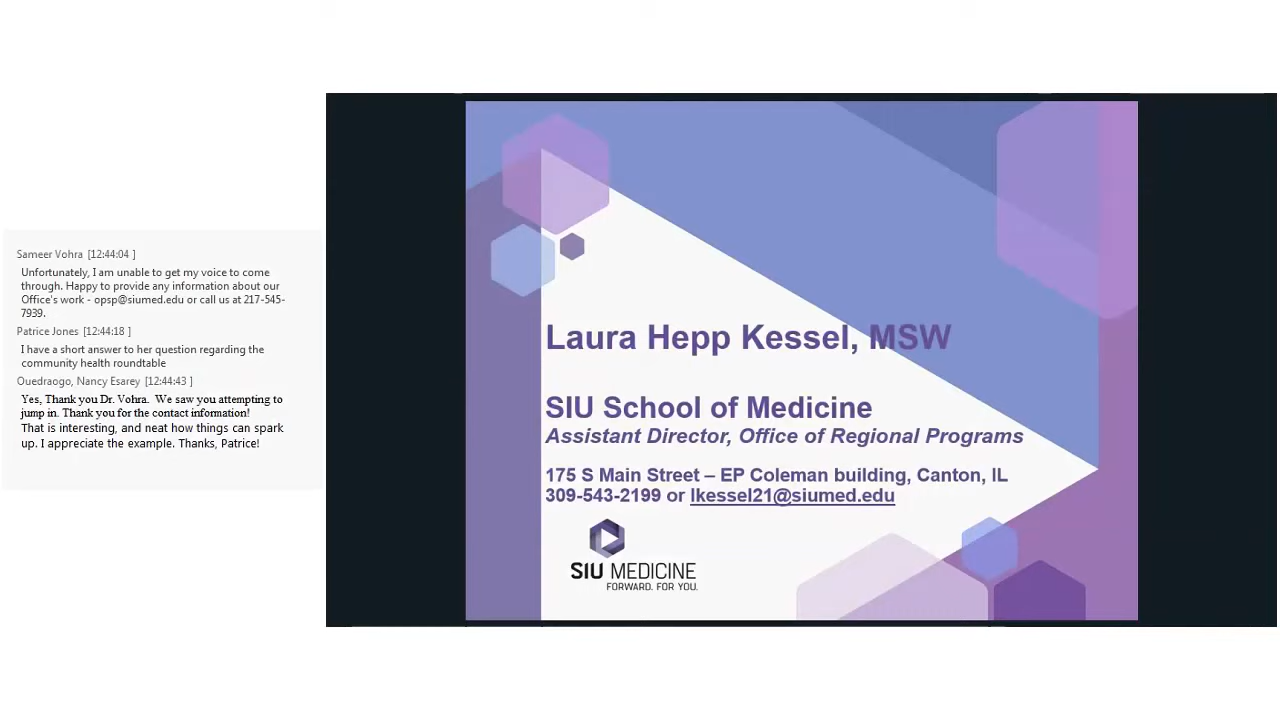 Sameer Vohra [12:44:04 ]
Unfortunately, I am unable to get my voice to come
through. Happy to provide any information about our
Office's work - opsp@siumed.edu or call us at 217-545-
7939.
Patrice Jones [12:44:18 ]
I have a short answer to her question regarding the
community health roundtable
Ouedraogo, Nancy Esarey [12:44:43 ]
Yes, Thank you Dr. Vohra.  We saw you attempting to
jump in. Thank you for the contact information!
That is interesting, and neat how things can spark
up. I appreciate the example. Thanks, Patrice!
Laura Hepp Kessel, MSW
SIU School of Medicine
Assistant Director, Office of Regional Programs
175 S Main Street – EP Coleman building, Canton, IL
309-543-2199 or lkessel21@siumed.edu
SIU MEDICINE
FORWARD. FOR YOU.